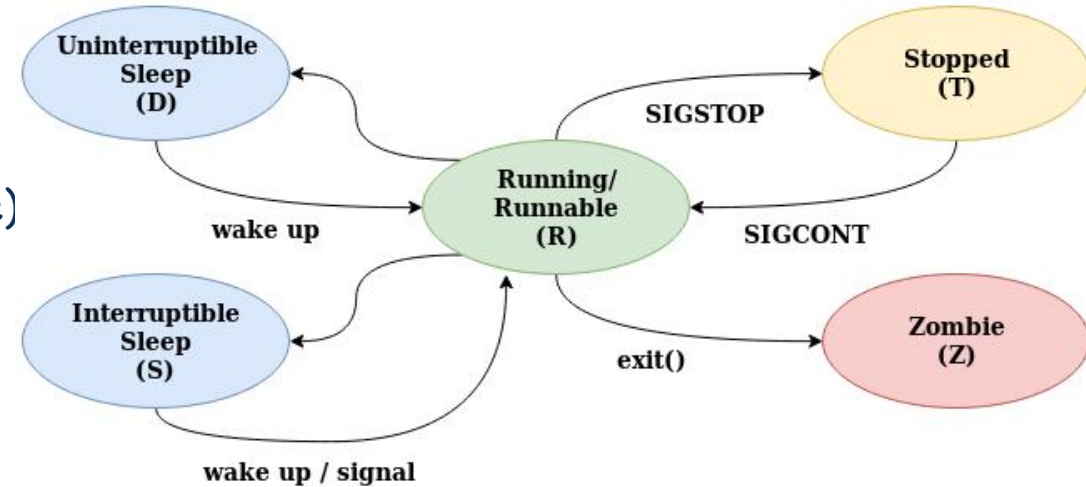 Uninterruptible
Sleep
(D)
wake up
Interruptible
Sleep
(S)
wake up / signal
Running/
Runnable
(R)
SIGSTOP
Stopped
(T)
SIGCONT
exit()
Zombie
(Z)